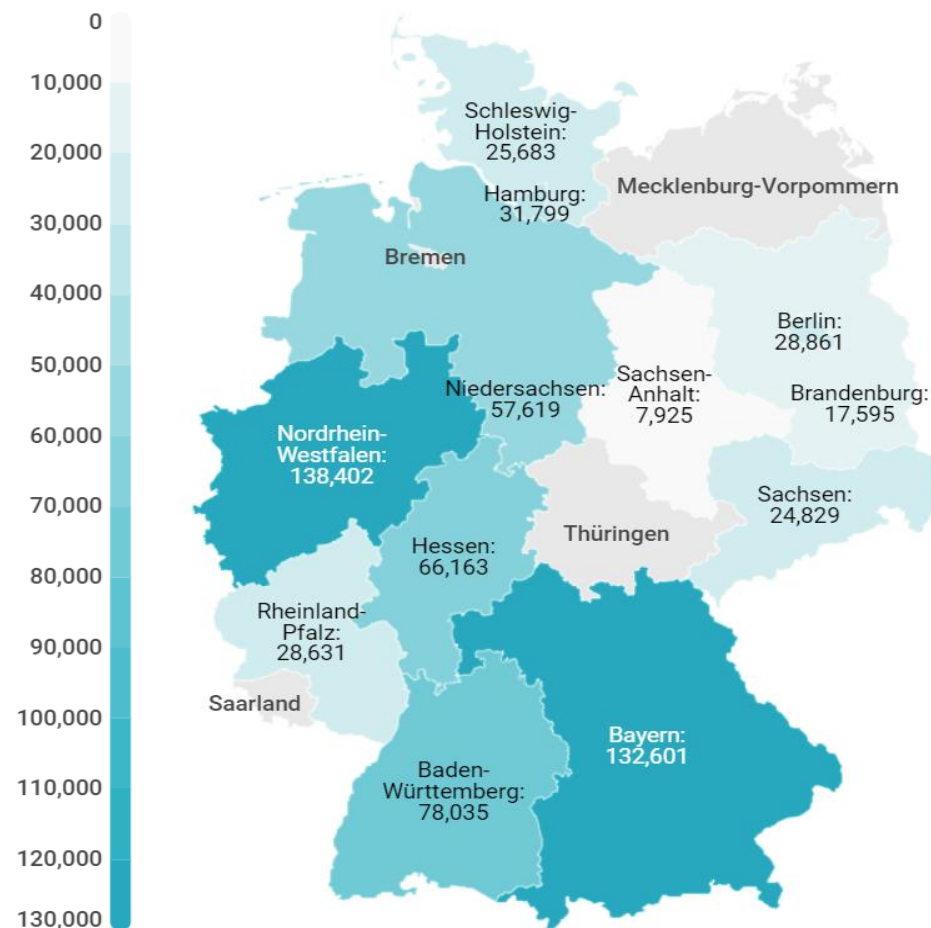 0
10,000
20,000
30,000
40,000
50,000
60,000
70,000
80,000
90,000
100,000
110,000
120,000
130,000
Schleswig-
Holstein:
25,683
Hamburg:
31,799
Mecklenburg-Vorpommern
Bremen
Berlin:
28,861
Niedersachsen:
57,619
Sachsen-
Anhalt:
7,925
Brandenburg:
17,595
Nordrhein-
Westfalen:
138,402
Sachsen:
24,829
Thüringen
Hessen:
66,163
Rheinland-
Pfalz:
28,631
Saarland
Bayern:
132,601
Baden-
Württemberg:
78,035